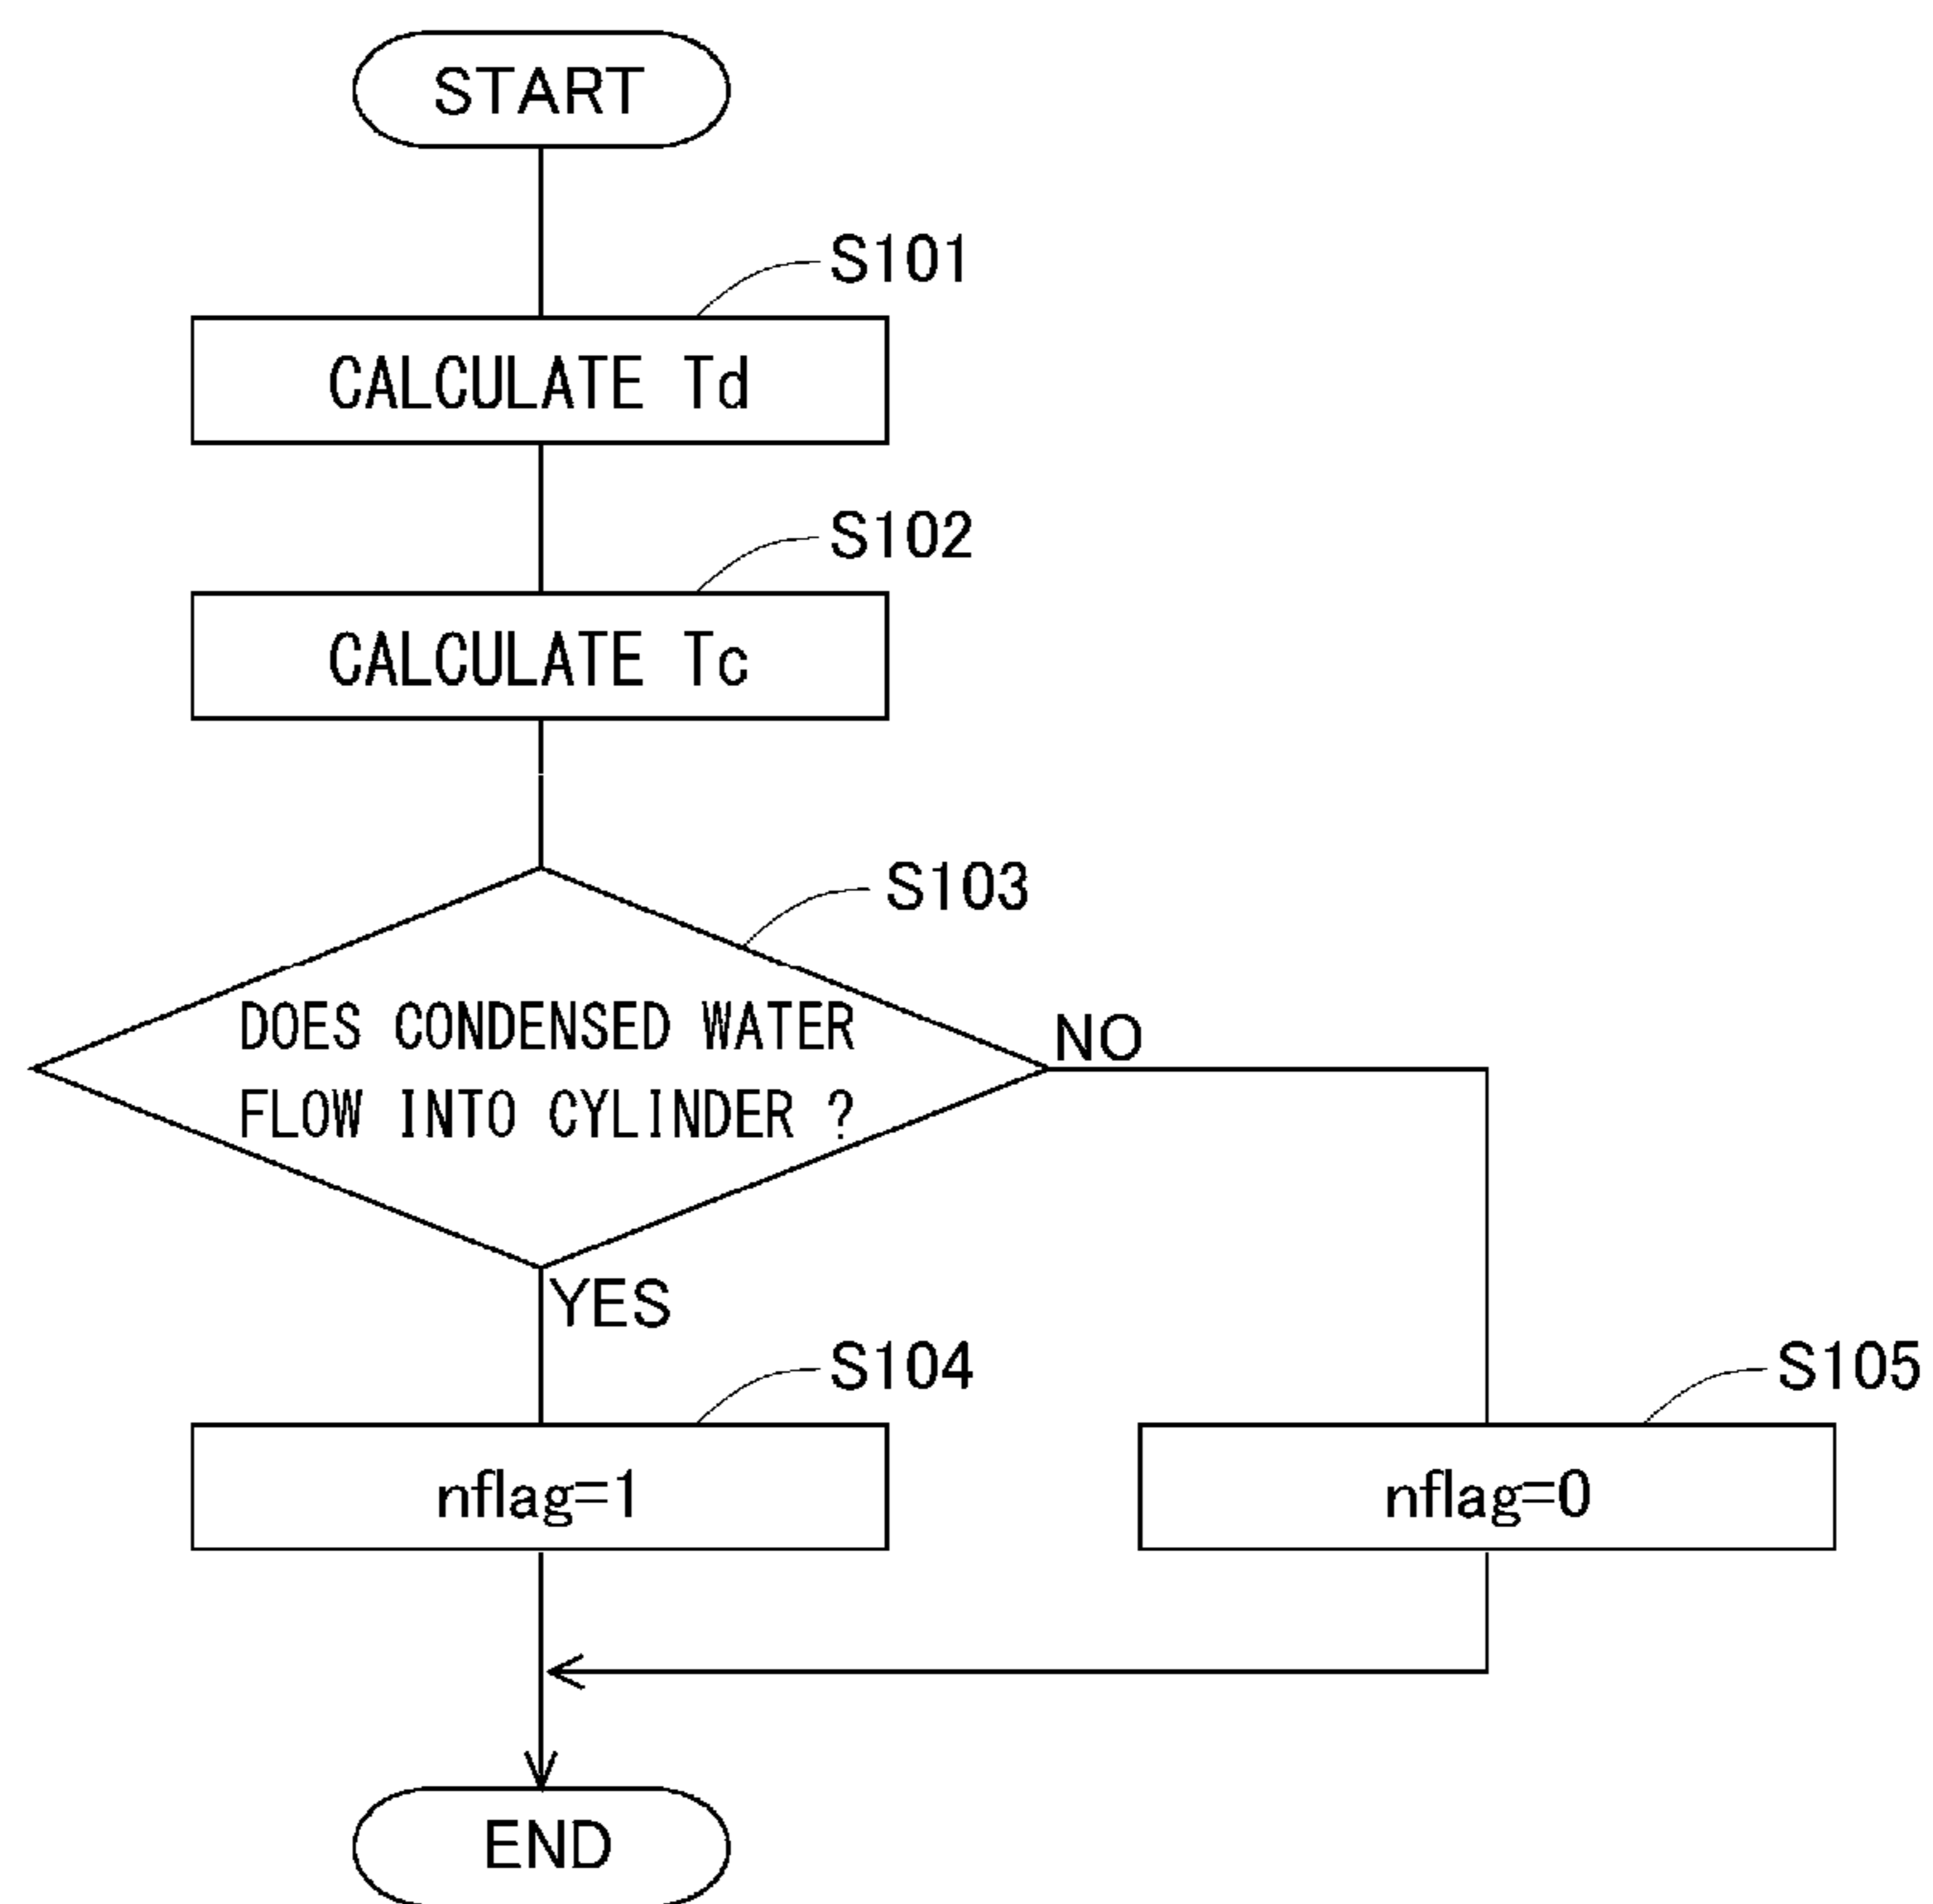 START
S101
CALCULATE Td
S102
CALCULATE Tc
S103
DOES CONDENSED WATER
FLOW INTO CYLINDER ?
NO
YES
S104
nflag=1
S105
nflag=0
END